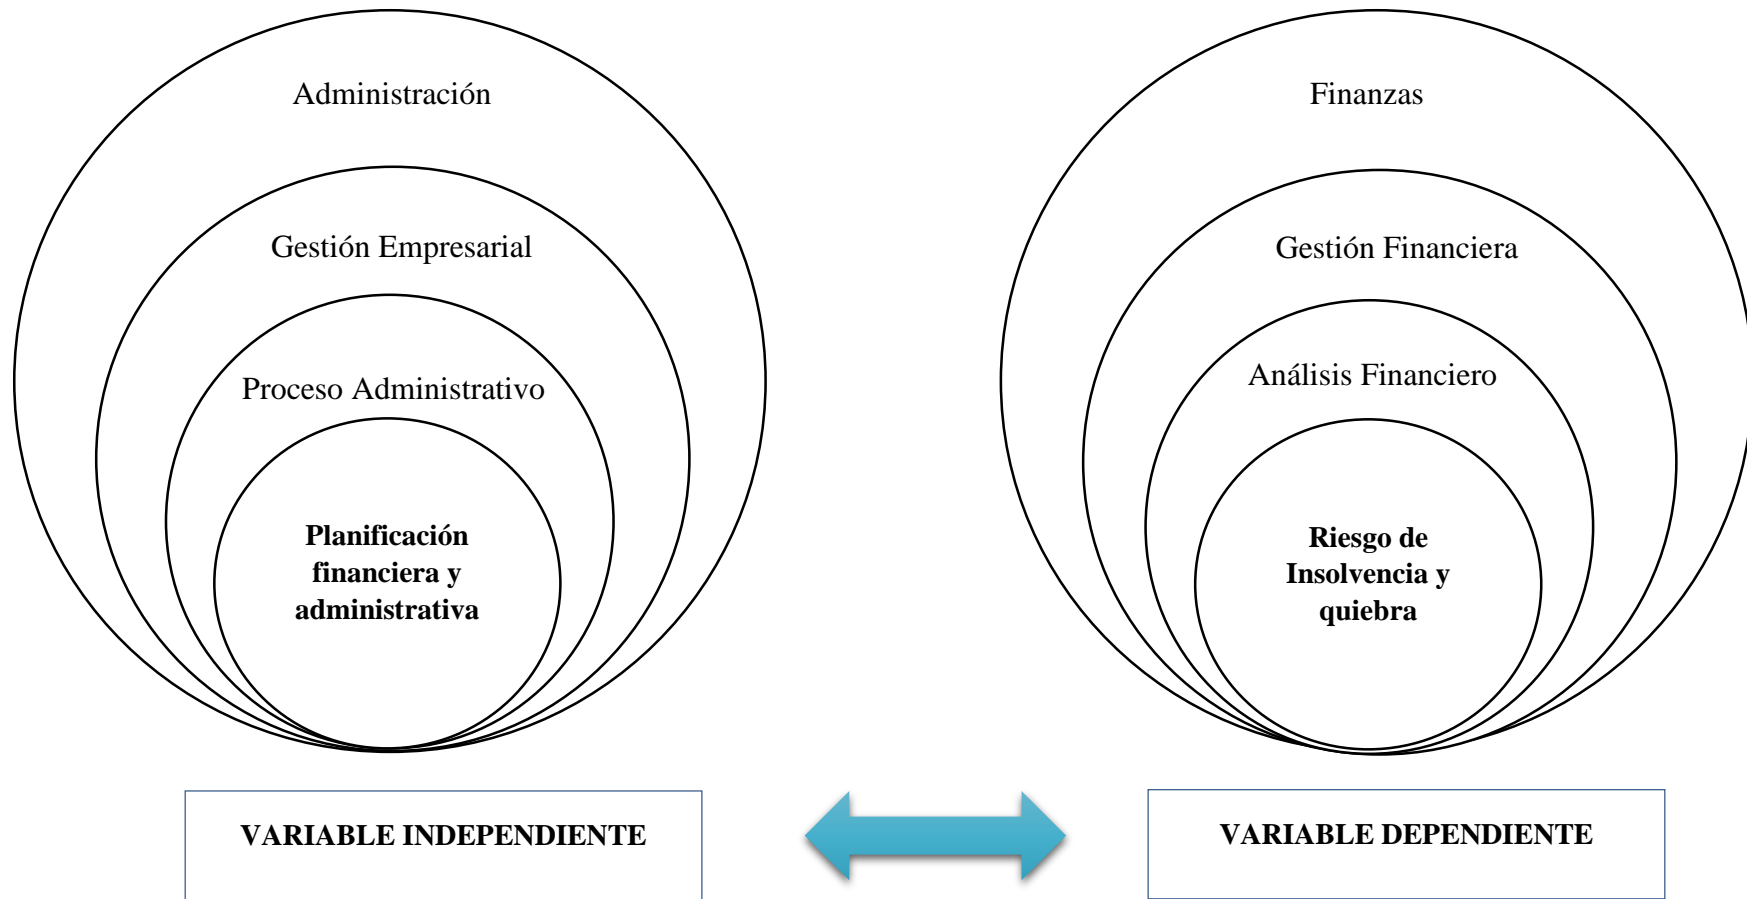 Administración
Gestión Empresarial
Proceso Administrativo
Planificación
financiera y
administrativa
VARIABLE INDEPENDIENTE
Finanzas
Gestión Financiera
Análisis Financiero
Riesgo de
Insolvencia y
quiebra
VARIABLE DEPENDIENTE